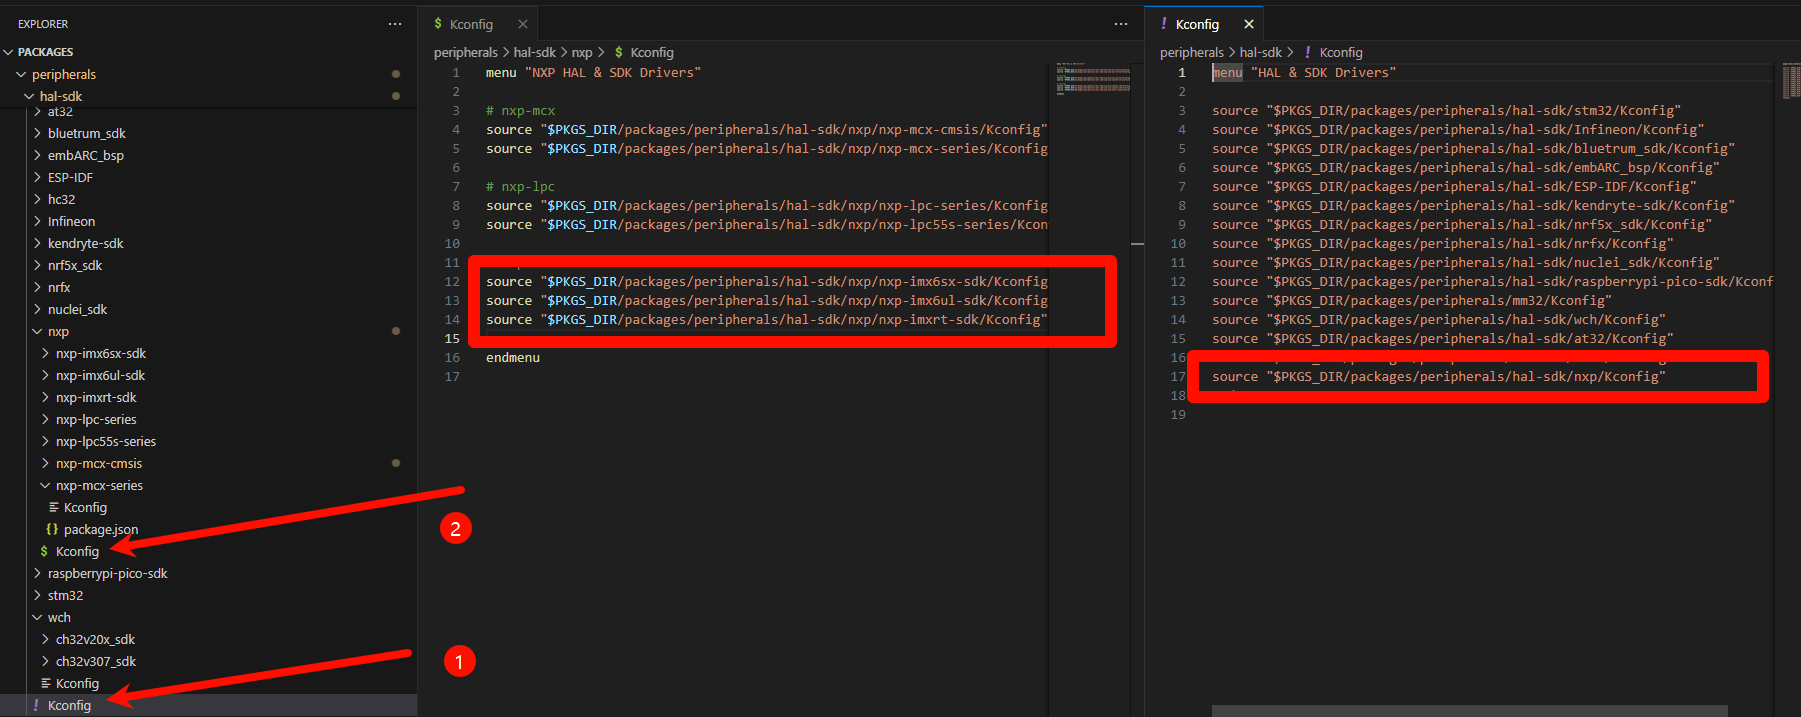 EXPLORER
PACKAGES
peripherals
hal-sdk
at32
bluetrum_sdk
embARC_bsp
ESP-IDF
hc32
Infineon
kendryte-sdk
nrf5x_sdk
nrfx
nuclei_sdk
nxp
nxp-imx6sx-sdk
nxp-imx6ul-sdk
nxp-imxrt-sdk
nxp-lpc-series
nxp-lpc55s-series
nxp-mcx-cmsis
nxp-mcx-series
Kconfig
{} package.json
$ Kconfig
raspberrypi-pico-sdk
stm32
wch
ch32v20x_sdk
ch32v307_sdk
Kconfig
! Kconfig
2
1
$ Kconfig
peripherals > hal-sdk > nxp > $ Kconfig
1 menu "NXP HAL & SDK Drivers"
2
3 # nxp-mcx
4 source "$PKGS_DIR/packages/peripherals/hal-sdk/nxp/nxp-mcx-cmsis/Kconfig"
5 source "$PKGS_DIR/packages/peripherals/hal-sdk/nxp/nxp-mcx-series/Kconfig
6
7 # nxp-lpc
8 source "$PKGS_DIR/packages/peripherals/hal-sdk/nxp/nxp-lpc-series/Kconfig
9 source "$PKGS_DIR/packages/peripherals/hal-sdk/nxp/nxp-lpc55s-series/Kcon
10
11
12 source "$PKGS_DIR/packages/peripherals/hal-sdk/nxp/nxp-imx6sx-sdk/Kconfig
13 source "$PKGS_DIR/packages/peripherals/hal-sdk/nxp/nxp-imx6ul-sdk/Kconfig
14 source "$PKGS_DIR/packages/peripherals/hal-sdk/nxp/nxp-imxrt-sdk/Kconfig"
15
16 endmenu
17
! Kconfig
peripherals > hal-sdk > ! Kconfig
1 menu "HAL & SDK Drivers"
2
3 source "$PKGS_DIR/packages/peripherals/hal-sdk/stm32/Kconfig"
4 source "$PKGS_DIR/packages/peripherals/hal-sdk/Infineon/Kconfig"
5 source "$PKGS_DIR/packages/peripherals/hal-sdk/bluetrum_sdk/Kconfig"
6 source "$PKGS_DIR/packages/peripherals/hal-sdk/embARC_bsp/Kconfig"
7 source "$PKGS_DIR/packages/peripherals/hal-sdk/ESP-IDF/Kconfig"
8 source "$PKGS_DIR/packages/peripherals/hal-sdk/kendryte-sdk/Kconfig"
9 source "$PKGS_DIR/packages/peripherals/hal-sdk/nrf5x_sdk/Kconfig"
10 source "$PKGS_DIR/packages/peripherals/hal-sdk/nrfx/Kconfig"
11 source "$PKGS_DIR/packages/peripherals/hal-sdk/nuclei_sdk/Kconfig"
12 source "$PKGS_DIR/packages/peripherals/hal-sdk/raspberrypi-pico-sdk/Kconf
13 source "$PKGS_DIR/packages/peripherals/mm32/Kconfig"
14 source "$PKGS_DIR/packages/peripherals/hal-sdk/wch/Kconfig"
15 source "$PKGS_DIR/packages/peripherals/hal-sdk/at32/Kconfig"
16
17 source "$PKGS_DIR/packages/peripherals/hal-sdk/nxp/Kconfig"
18
19